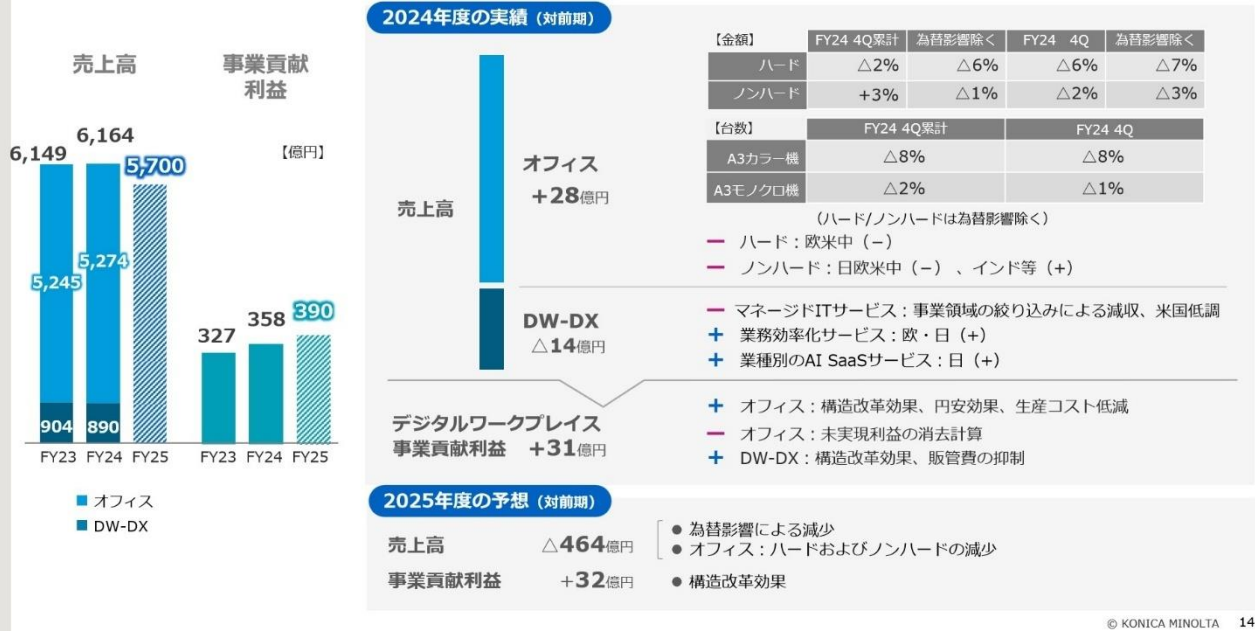 売上高
事業貢献
利益
【億円】
6,149
6,164
5,700
5,245
5,274
904
890
FY23 FY24 FY25
327
358
390
FY23 FY24 FY25
■ オフィス
■ DW-DX
2024年度の実績（対前期）
売上高
オフィス
+28億円
DW-DX
△14億円
【金額】 FY24 4Q累計 為替影響除く FY24 4Q 為替影響除く
ハード △2% △6% △6% △7%
ノンハード +3% △1% △2% △3%
【台数】 FY24 4Q累計 FY24 4Q
A3カラー機 △8% △8%
A3モノクロ機 △2% △1%
（ハード/ノンハードは為替影響除く）
ー ハード：欧米中（−）
ー ノンハード：日欧米中（−）、インド等（+）
ー マネージドITサービス：事業領域の絞り込みによる減収、米国低調
+ 業務効率化サービス：欧・日（+）
+ 業種別のAI SaaSサービス：日（+）
デジタルワークプレイス
事業貢献利益 +31億円
+ オフィス：構造改革効果、円安効果、生産コスト低減
ー オフィス：未実現利益の消去計算
+ DW-DX：構造改革効果、販管費の抑制
2025年度の予想（対前期）
売上高 △464億円
● 為替影響による減少
● オフィス：ハードおよびノンハードの減少
事業貢献利益 +32億円 ● 構造改革効果
© KONICA MINOLTA 14